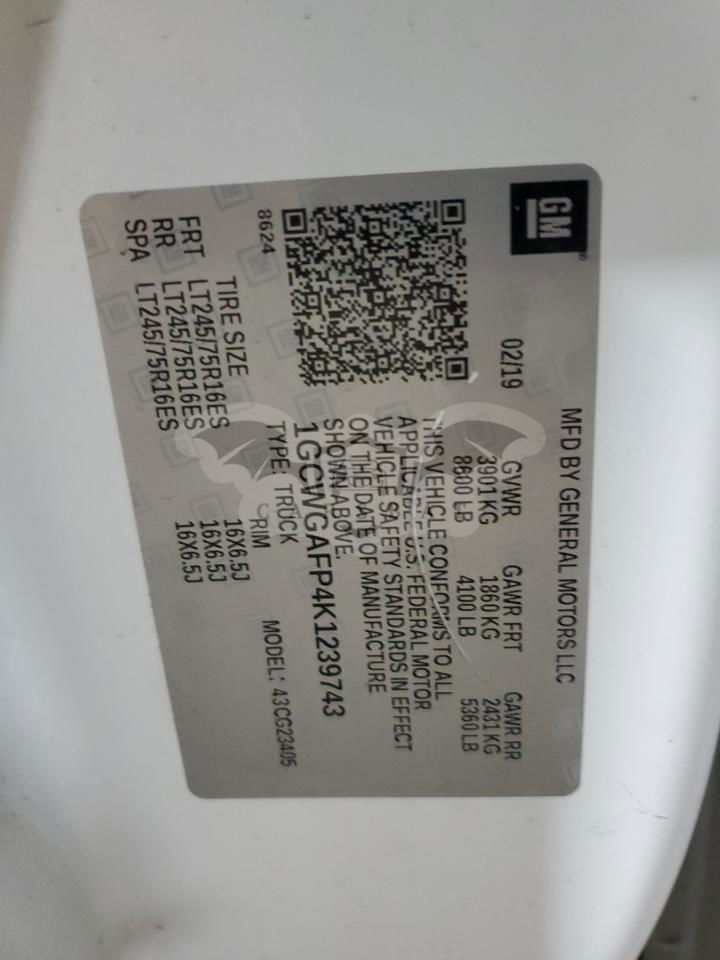 GM
MFD BY GENERAL MOTORS LLC
02/19
GVWR GAWR FRT GAWR RR
3901 KG 1860 KG 2431 KG
8600 LB 4100 LB 5360 LB
THIS VEHICLE CONFORMS TO ALL
APPLICABLE U.S. FEDERAL MOTOR
VEHICLE SAFETY STANDARDS IN EFFECT
ON THE DATE OF MANUFACTURE
SHOWN ABOVE.
1GCWGAFP4K1239743
8624
TYPE: TRUCK MODEL: 43CG23405
TIRE SIZE RIM
FRT LT245/75R16ES 16X6.5J
RR LT245/75R16ES 16X6.5J
SPA LT245/75R16ES 16X6.5J